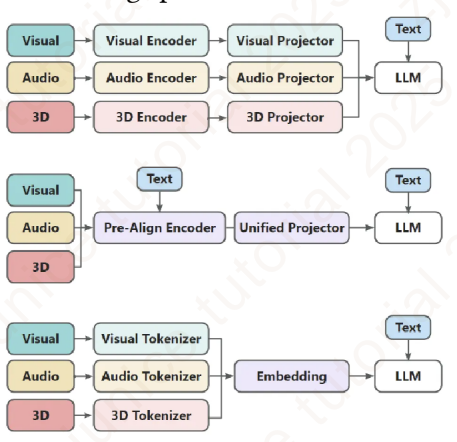 Text
Visual Visual Encoder Visual Projector
Audio Audio Encoder Audio Projector LLM
3D 3D Encoder 3D Projector
Visual Text Text
Audio Pre-Align Encoder Unified Projector LLM
3D
Visual Visual Tokenizer Text
Audio Audio Tokenizer Embedding LLM
3D 3D Tokenizer
tutorial 2025